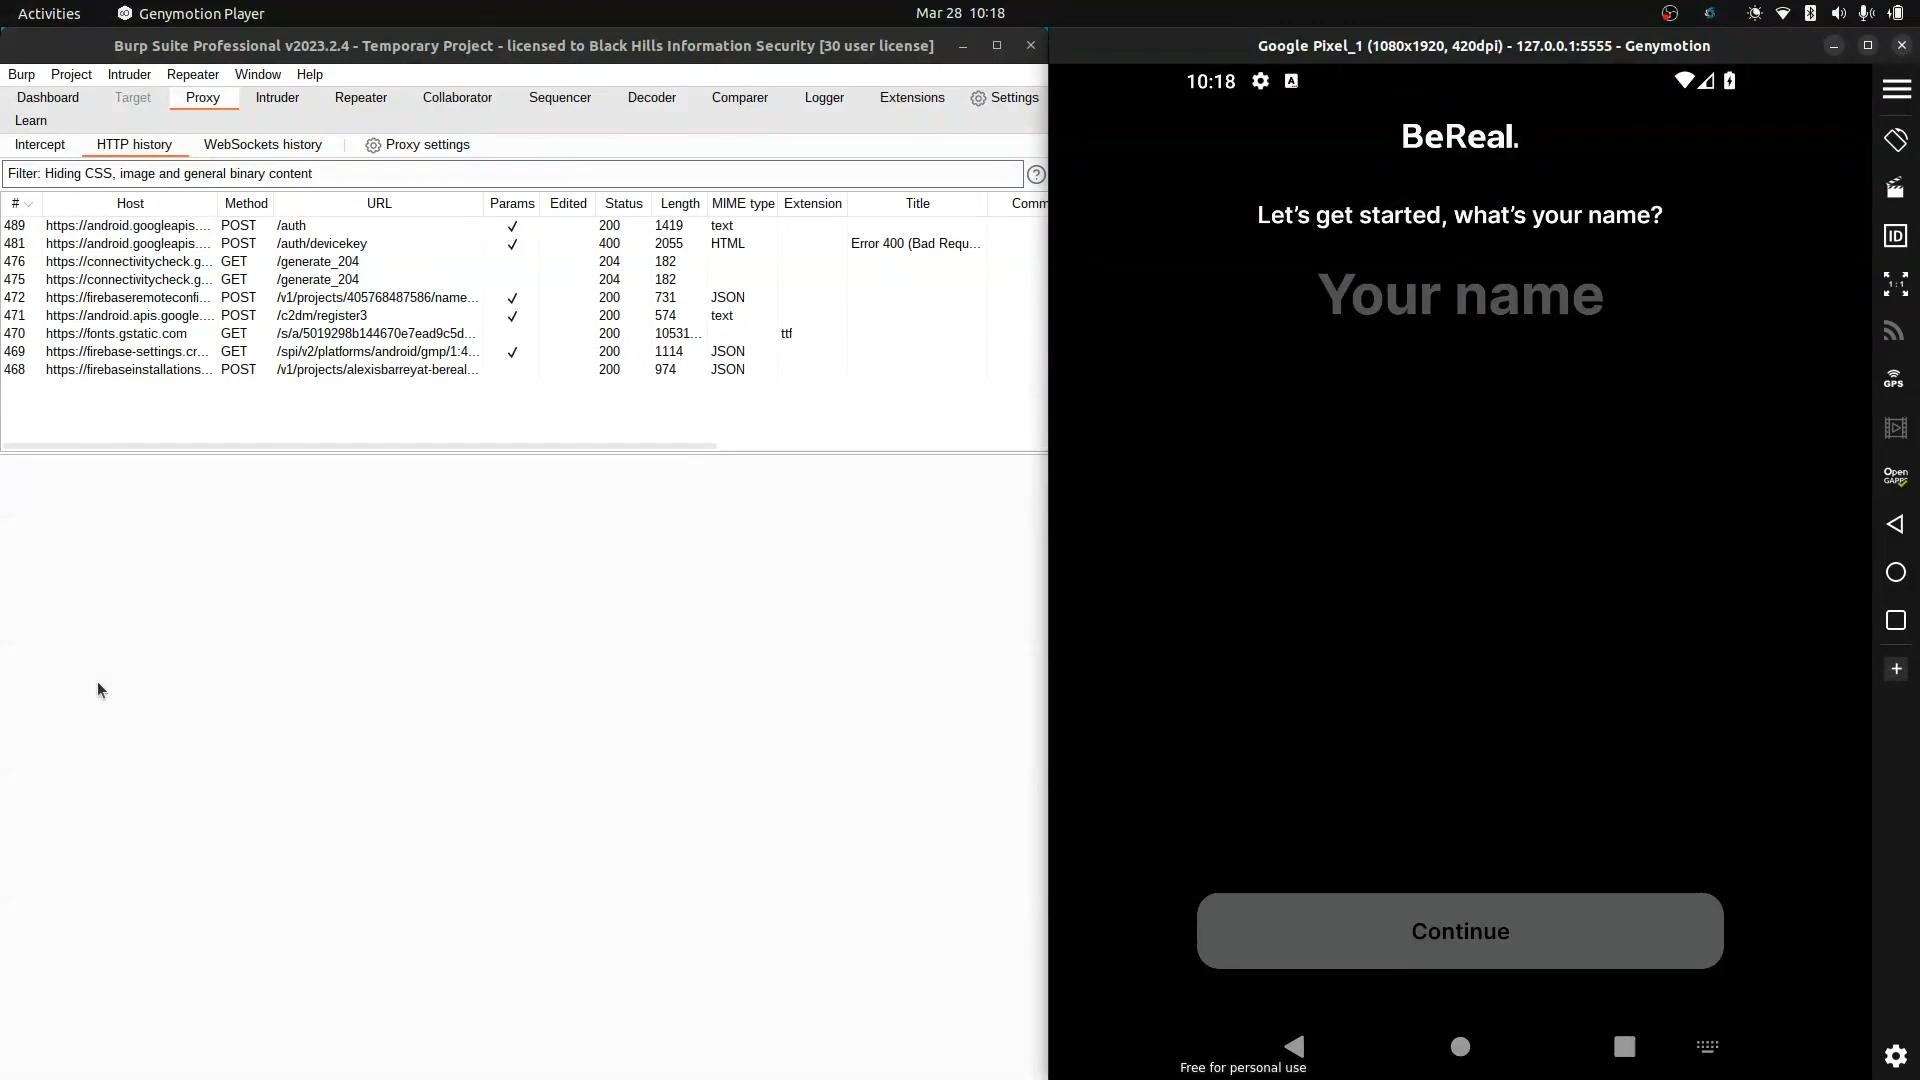 Activities Genymotion Player Mar 28 10:18
Burp Suite Professional v2023.2.4 - Temporary Project - licensed to Black Hills Information Security [30 user license]
Burp Project Intruder Repeater Window Help
Dashboard Target Proxy Intruder Repeater Collaborator Sequencer Decoder Comparer Logger Extensions Settings
Learn
Intercept HTTP history WebSockets history Proxy settings
Filter: Hiding CSS, image and general binary content ?
# Host Method URL Params Edited Status Length MIME type Extension Title Comm
489 https://android.googleapis.... POST /auth ✓ 200 1419 text
481 https://android.googleapis.... POST /auth/devicekey ✓ 400 2055 HTML Error 400 (Bad Requ...
476 https://connectivitycheck.g... GET /generate_204 204 182
475 https://connectivitycheck.g... GET /generate_204 204 182
472 https://firebaseremoteconfi... POST /v1/projects/405768487586/name... ✓ 200 731 JSON
471 https://android.apis.google.... POST /c2dm/register3 ✓ 200 574 text
470 https://fonts.gstatic.com GET /s/a/5019298b144670e7ead9c5d... 200 10531... ttf
469 https://firebase-settings.cr... GET /spi/v2/platforms/android/gmp/1:4... ✓ 200 1114 JSON
468 https://firebaseinstallations... POST /v1/projects/alexisbarreyat-bereal... 200 974 JSON
Google Pixel_1 (1080x1920, 420dpi) - 127.0.0.1:5555 - Genymotion
10:18 A
BeReal.
Let’s get started, what’s your name?
Your name
Continue
Free for personal use
ID
1:1
GPS
Open
GAPPS